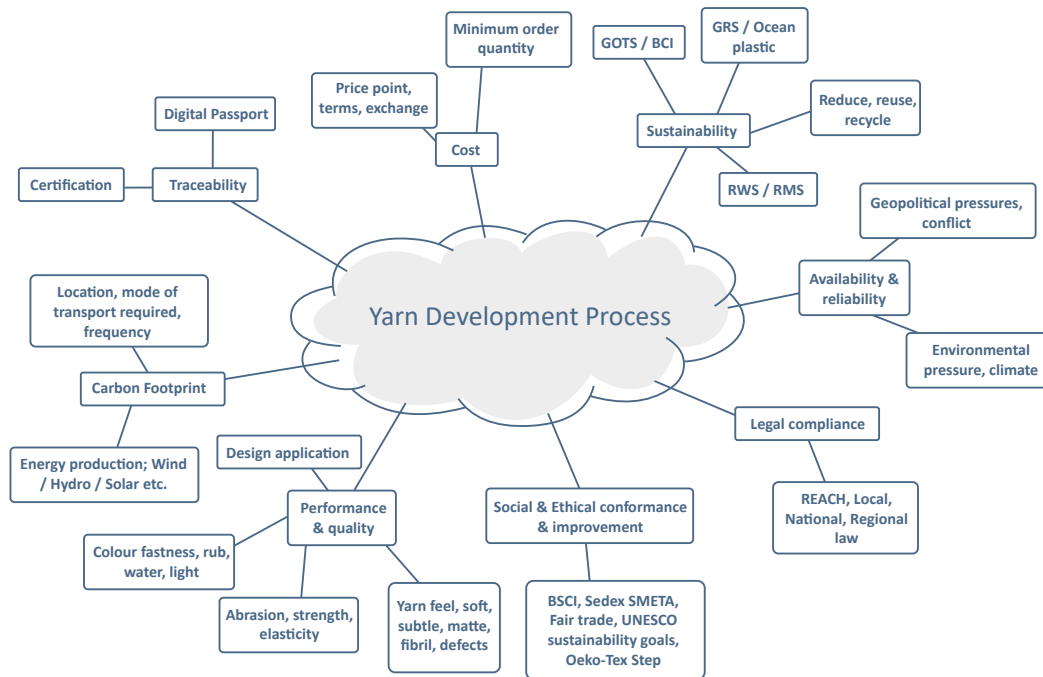 Minimum order
quantity
GOTS / BCI
GRS / Ocean
plastic
Price point,
terms, exchange
Reduce, reuse,
recycle
Digital Passport
Cost
Sustainability
Certification
Traceability
RWS / RMS
Geopolitical pressures,
conflict
Availability &
reliability
Location, mode of
transport required,
frequency
Yarn Development Process
Environmental
pressure, climate
Carbon Footprint
Legal compliance
Energy production; Wind
/ Hydro / Solar etc.
Design application
Performance
& quality
Social & Ethical conformance
& improvement
REACH, Local,
National, Regional
law
Colour fastness, rub,
water, light
Abrasion, strength,
elasticity
Yarn feel, soft,
subtle, matte,
fibril, defects
BSCI, Sedex SMETA,
Fair trade, UNESCO
sustainability goals,
Oeko-Tex Step